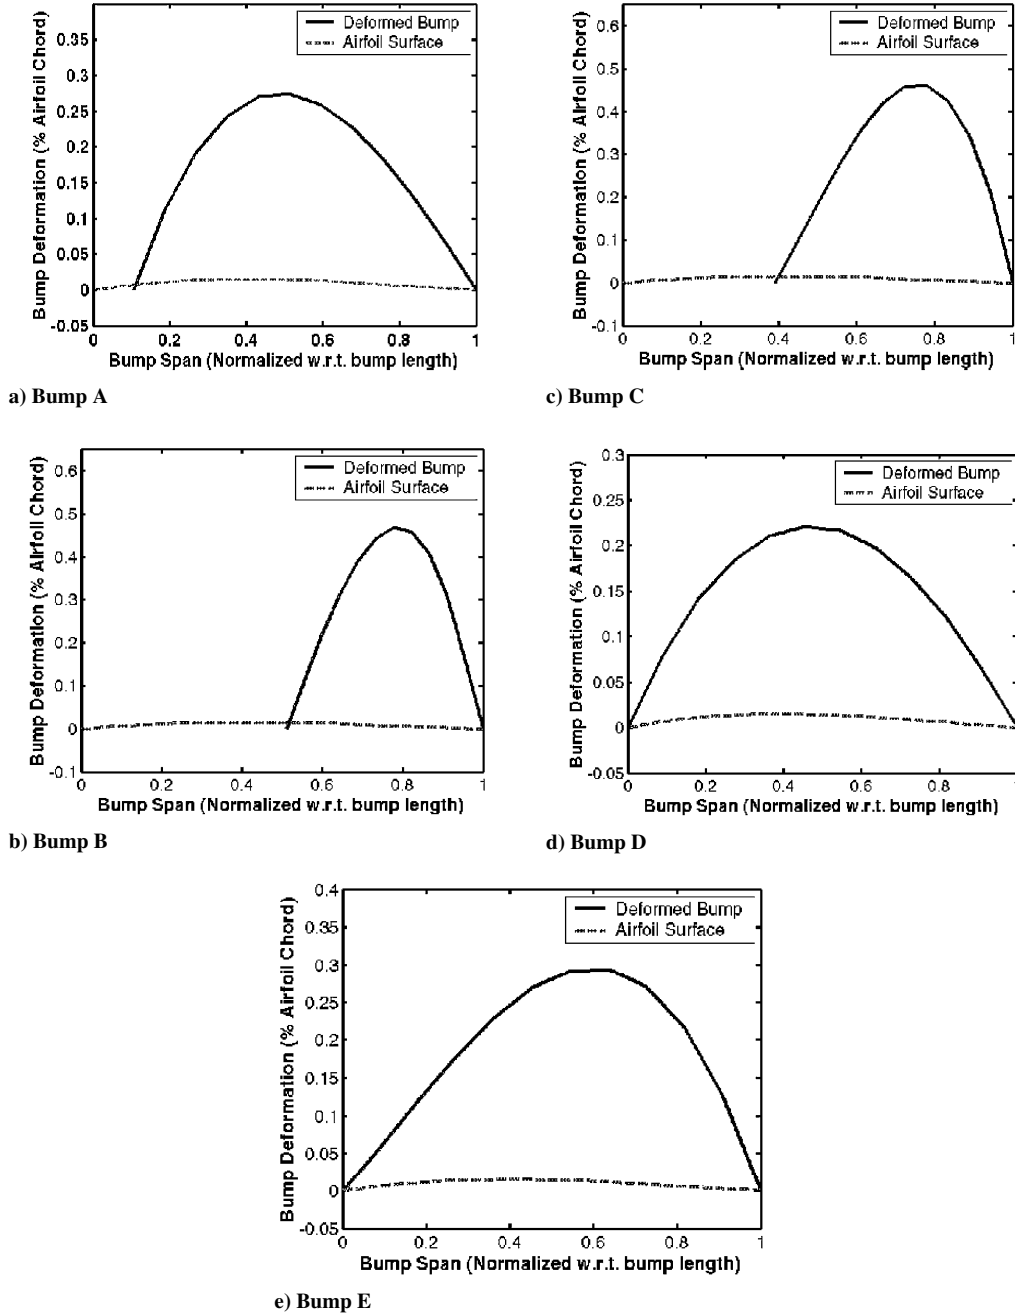 Deformed Bump
Airfoil Surface
Bump Deformation (% Airfoil Chord)
0.35
0.3
0.25
0.2
0.15
0.1
0.05
0
-0.05
0 0.2 0.4 0.6 0.8 1
Bump Span (Normalized w.r.t. bump length)
a) Bump A
Deformed Bump
Airfoil Surface
Bump Deformation (% Airfoil Chord)
0.6
0.5
0.4
0.3
0.2
0.1
0
-0.1
0 0.2 0.4 0.6 0.8 1
Bump Span (Normalized w.r.t. bump length)
c) Bump C
Deformed Bump
Airfoil Surface
Bump Deformation (% Airfoil Chord)
0.6
0.5
0.4
0.3
0.2
0.1
0
-0.1
0 0.2 0.4 0.6 0.8 1
Bump Span (Normalized w.r.t. bump length)
b) Bump B
Deformed Bump
Airfoil Surface
Bump Deformation (% Airfoil Chord)
0.3
0.25
0.2
0.15
0.1
0.05
0
-0.05
0 0.2 0.4 0.6 0.8 1
Bump Span (Normalized w.r.t. bump length)
d) Bump D
Deformed Bump
Airfoil Surface
Bump Deformation (% Airfoil Chord)
0.4
0.35
0.3
0.25
0.2
0.15
0.1
0.05
0
-0.05
0 0.2 0.4 0.6 0.8 1
Bump Span (Normalized w.r.t. bump length)
e) Bump E